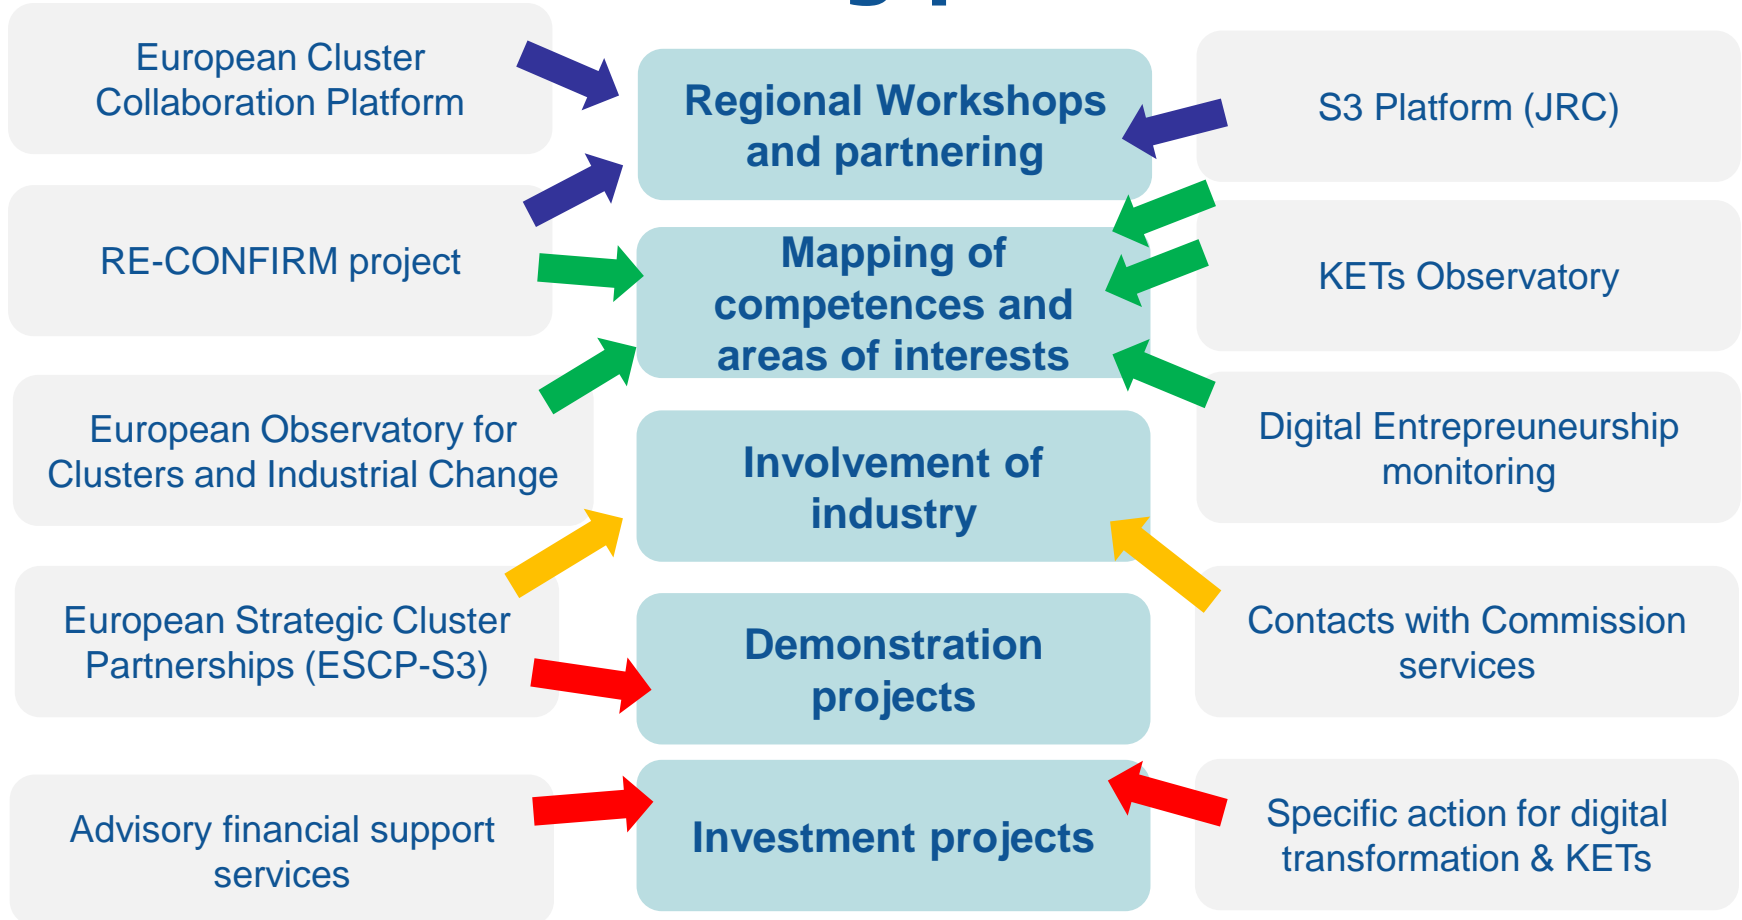 European Cluster
Collaboration Platform
RE-CONFIRM project
European Observatory for
Clusters and Industrial Change
European Strategic Cluster
Partnerships (ESCP-S3)
Advisory financial support
services
Regional Workshops
and partnering
Mapping of
competences and
areas of interests
Involvement of
industry
Demonstration
projects
Investment projects
S3 Platform (JRC)
KETs Observatory
Digital Entrepreuneurship
monitoring
Contacts with Commission
services
Specific action for digital
transformation & KETs